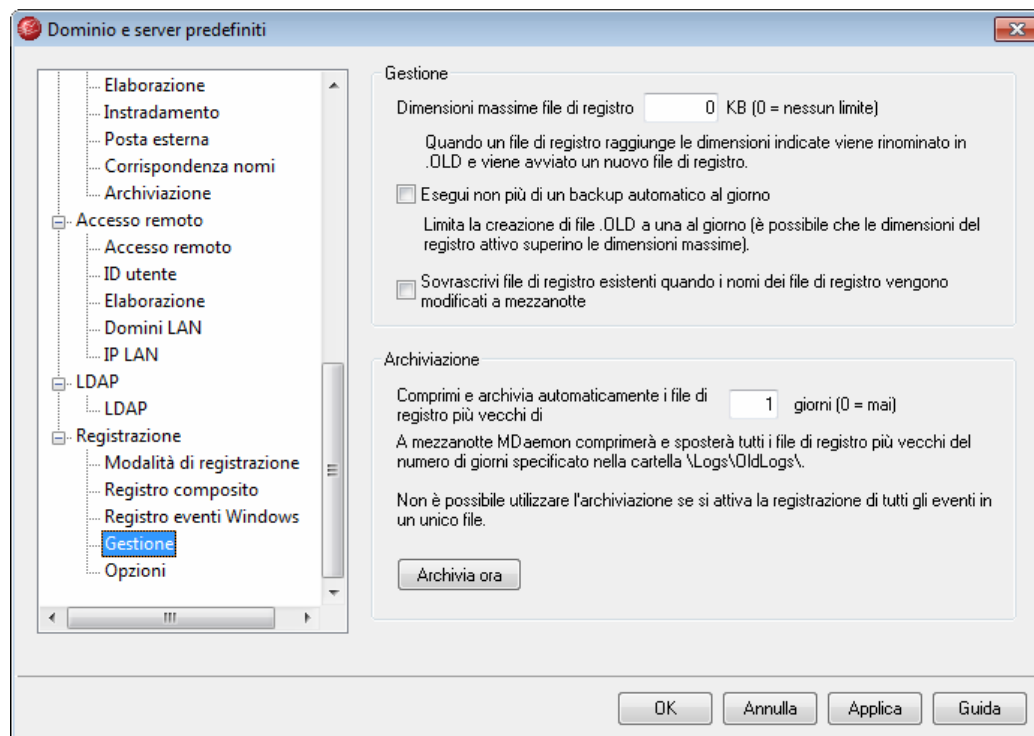 Dominio e server predefiniti
Elaborazione
Instradamento
Posta esterna
Corrispondenza nomi
Archiviazione
Accesso remoto
Accesso remoto
ID utente
Elaborazione
Domini LAN
IP LAN
LDAP
LDAP
Registrazione
Modalità di registrazione
Registro composito
Registro eventi Windows
Gestione
Opzioni
Gestione
Dimensioni massime file di registro 0 KB (0 = nessun limite)
Quando un file di registro raggiunge le dimensioni indicate viene rinominato in
.OLD e viene avviato un nuovo file di registro.
Esegui non più di un backup automatico al giorno
Limita la creazione di file .OLD a una al giorno (è possibile che le dimensioni del
registro attivo superino le dimensioni massime).
Sovrascrivi file di registro esistenti quando i nomi dei file di registro vengono
modificati a mezzanotte
Archiviazione
Comprimi e archivia automaticamente i file di
registro più vecchi di 1 giorni (0 = mai)
A mezzanotte MDaemon comprimerà e sposterà tutti i file di registro più vecchi del
numero di giorni specificato nella cartella \Logs\OldLogs\.
Non è possibile utilizzare l'archiviazione se si attiva la registrazione di tutti gli eventi in
un unico file.
Archivia ora
OK Annulla Applica Guida